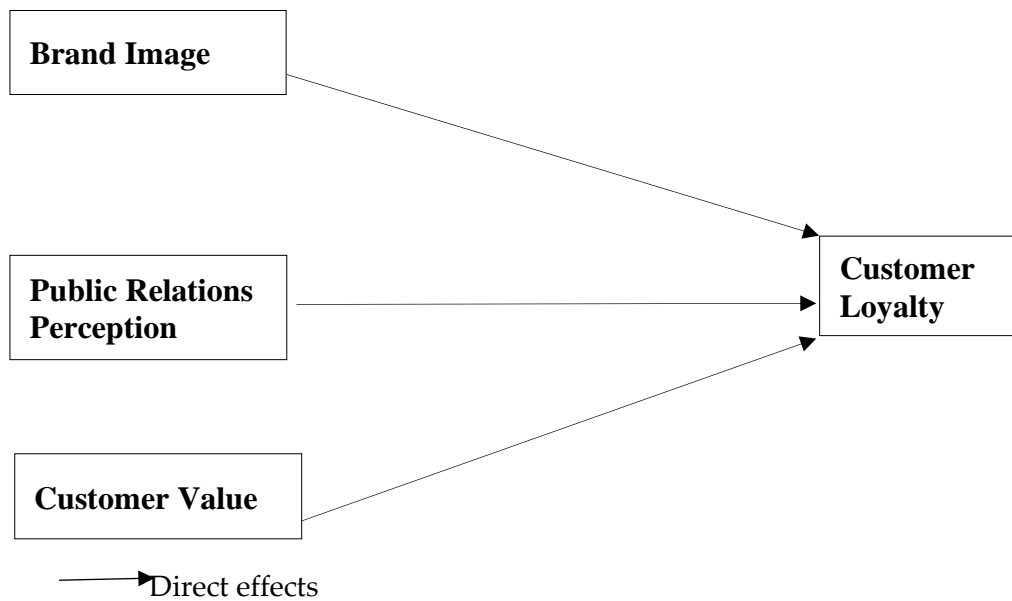 Brand Image
Public Relations
Perception
Customer
Loyalty
Customer Value
Direct effects